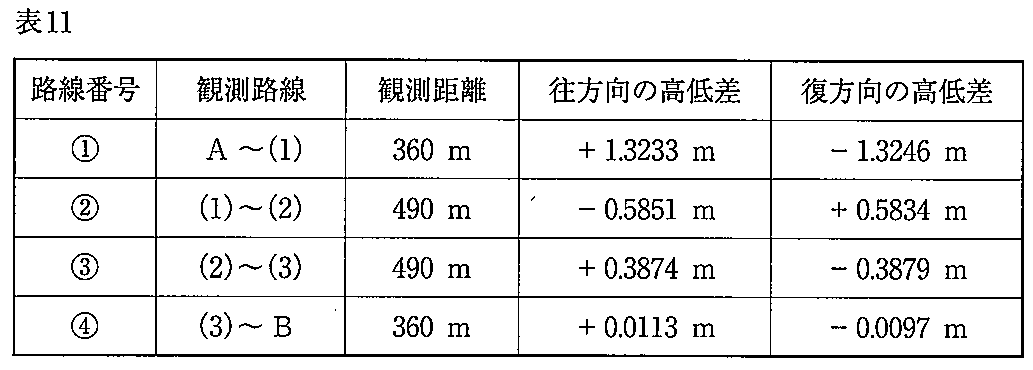 表11
路線番号 観測路線 観測距離 往方向の高低差 復方向の高低差
① A～(1) 360 m +1.3233 m −1.3246 m
② (1)～(2) 490 m −0.5851 m +0.5834 m
③ (2)～(3) 490 m +0.3874 m −0.3879 m
④ (3)～B 360 m +0.0113 m −0.0097 m